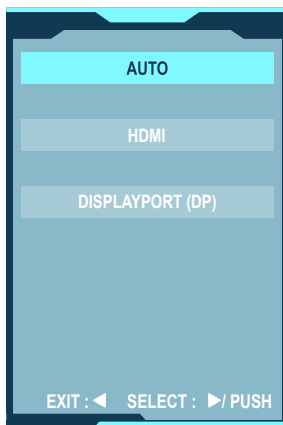 AUTO
HDMI
DISPLAYPORT (DP)
EXIT : ◀ SELECT : ▶/ PUSH